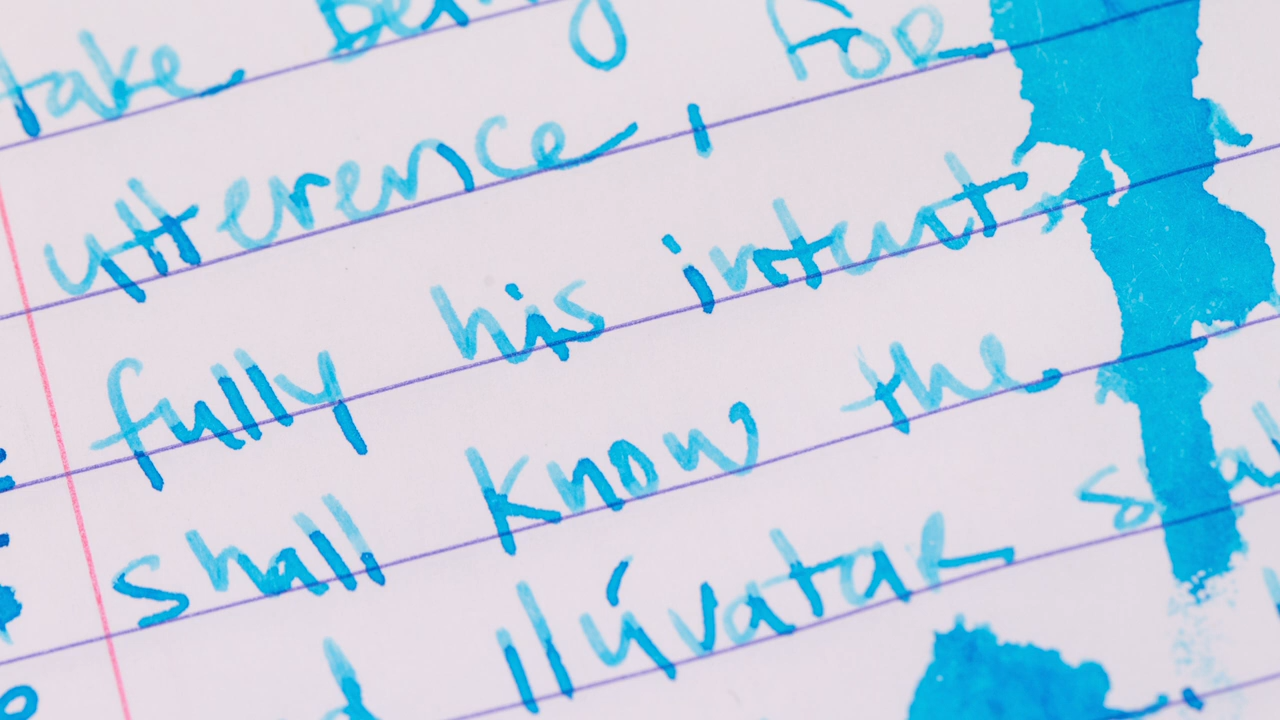 take Being for
utterence,
fully his intent,
shall know the
Ilúvatar